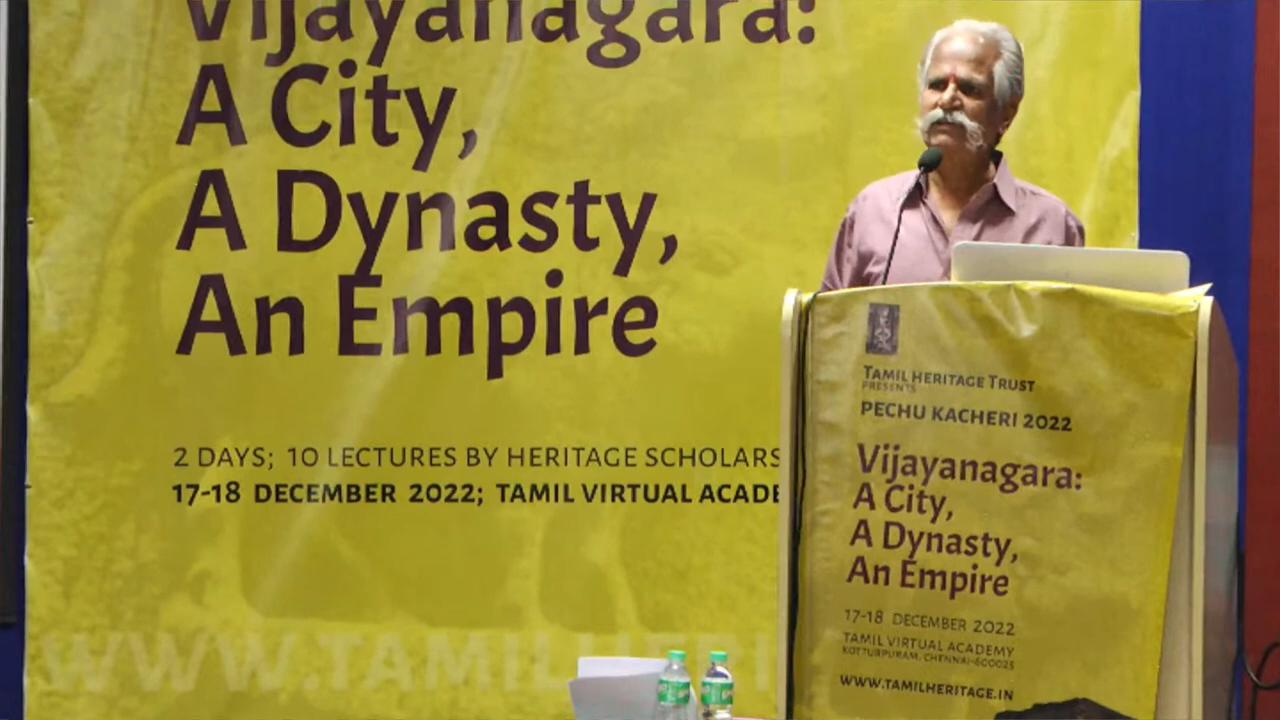 Vijayanagara:
A City,
A Dynasty,
An Empire
2 DAYS; 10 LECTURES BY HERITAGE SCHOLARS
17-18 DECEMBER 2022; TAMIL VIRTUAL ACADE
WWW.TAMILHERI
TAMIL HERITAGE TRUST
PRESENTS
PECHU KACHERI 2022
Vijayanagara:
A City,
A Dynasty,
An Empire
17-18 DECEMBER 2022
TAMIL VIRTUAL ACADEMY
KOTTURPURAM, CHENNAI-600025
WWW.TAMILHERITAGE.IN